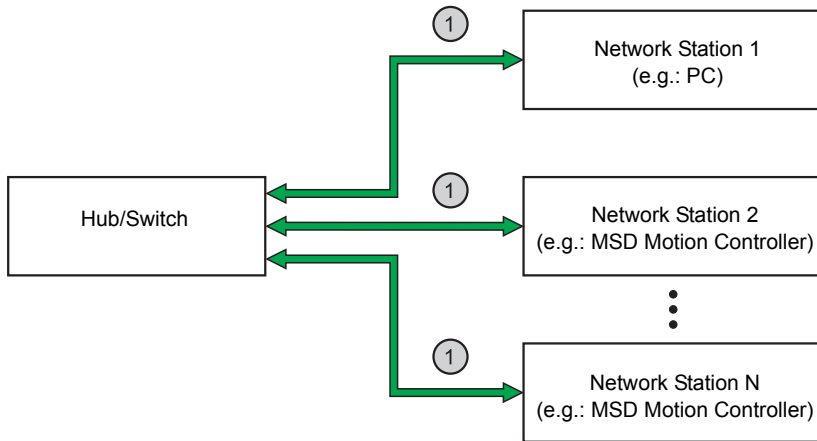 1
Network Station 1
(e.g.: PC)
Hub/Switch
1
Network Station 2
(e.g.: MSD Motion Controller)
1
Network Station N
(e.g.: MSD Motion Controller)